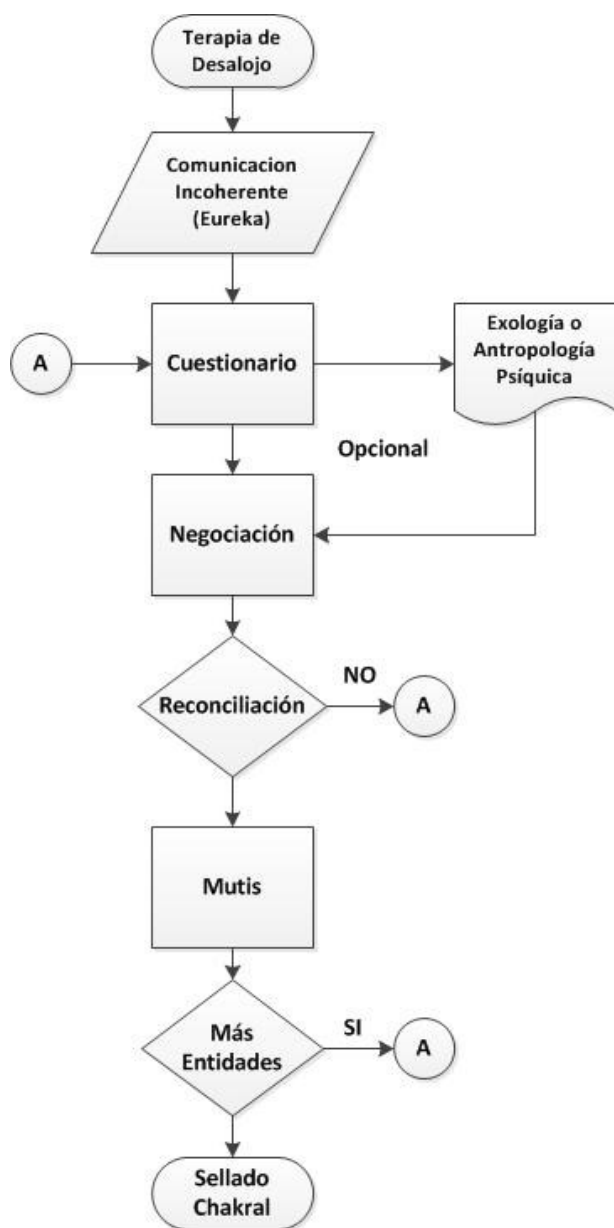 Terapia de
Desalojo
Comunicacion
Incoherente
(Eureka)
A
Cuestionario
Exología o
Antropología
Psíquica
Opcional
Negociación
Reconciliación
NO
A
Mutis
Más
Entidades
SI
A
Sellado
Chakral